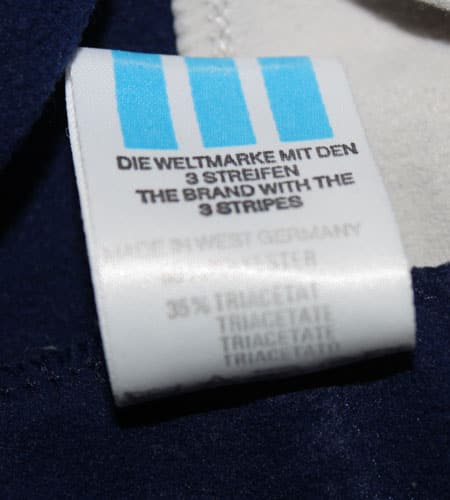 DIE WELTMARKE MIT DEN
3 STREIFEN
THE BRAND WITH THE
3 STRIPES
MADE IN WEST GERMANY
35% TRIACETAT
TRIACETATE
TRIACETATE
TRIACETATO